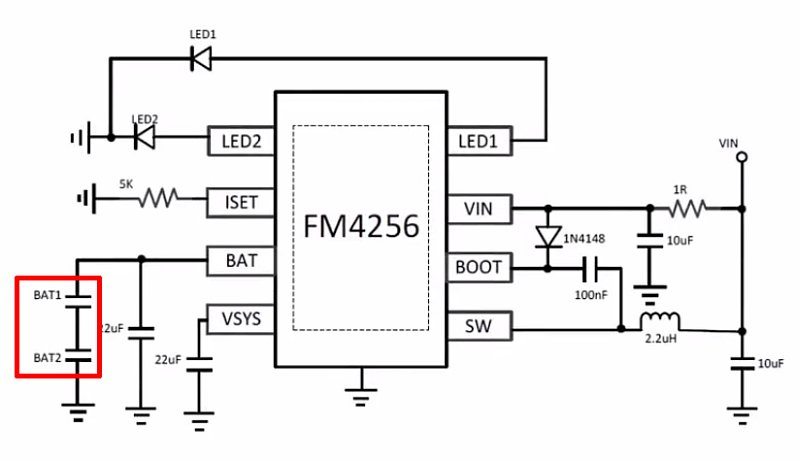 LED1
LED2
LED2
LED1
VIN
5K
1R
ISET
VIN
FM4256
1N4148
10uF
BAT
BOOT
BAT1
100nF
22uF
VSYS
SW
2.2uH
BAT2
22uF
10uF